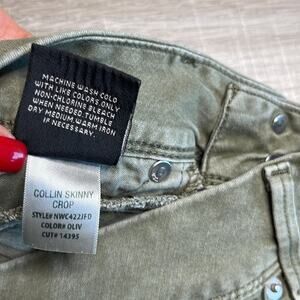 MACHINE WASH COLD
WITH LIKE COLORS. ONLY
NON-CHLORINE BLEACH
WHEN NEEDED. TUMBLE
DRY MEDIUM. WARM IRON
IF NECESSARY.
COLLIN SKINNY
CROP
STYLE# NWC422JFD
COLOR# OLIV
CUT# 14395